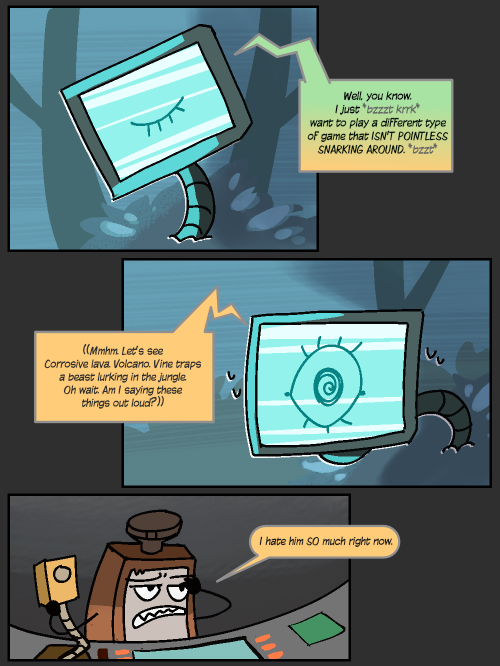 Well, you know.
I just *bzzzt krrk*
want to play a different type
of game that ISN'T POINTLESS
SNARKING AROUND. *bzzt*
((Mmhm. Let's see
Corrosive lava. Volcano. Vine traps
a beast lurking in the jungle.
Oh wait. Am I saying these
things out loud?))
I hate him SO much right now.